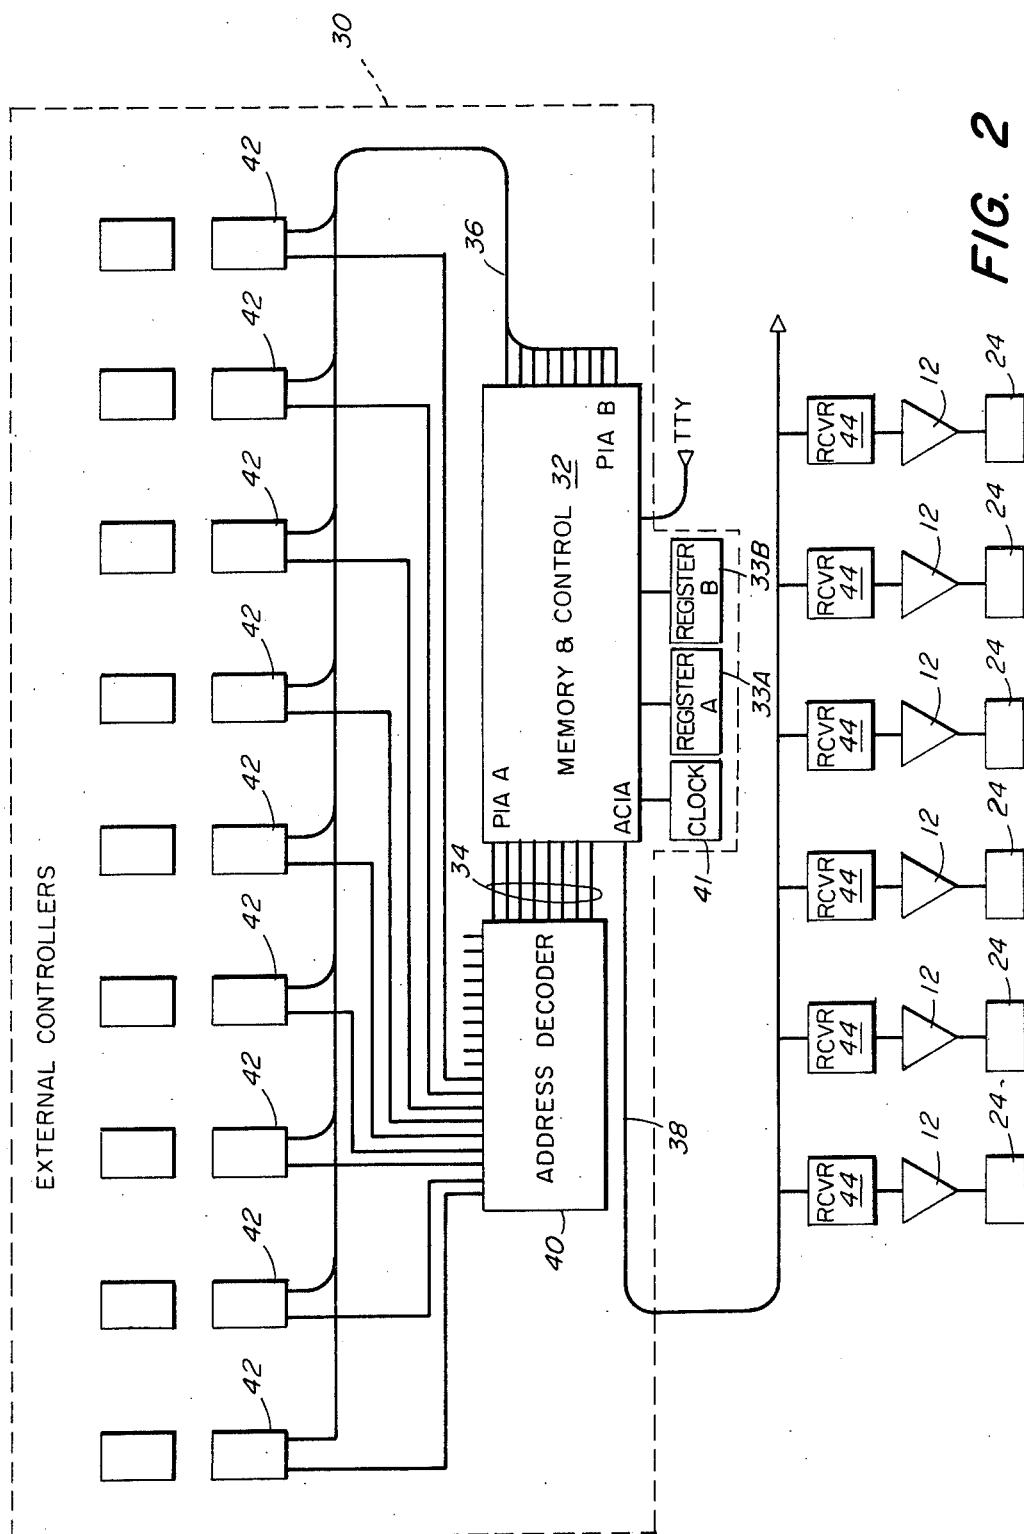 EXTERNAL CONTROLLERS
30
42
42
42
42
42
42
42
42
42
36
34
PIA A
PIA B
MEMORY & CONTROL 32
ACIA
TTY
ADDRESS DECODER
40
38
CLOCK
41
REGISTER
A
33A
REGISTER
B
33B
RCVR
44
RCVR
44
RCVR
44
RCVR
44
RCVR
44
RCVR
44
12
12
12
12
12
12
24
24
24
24
24
24
FIG. 2